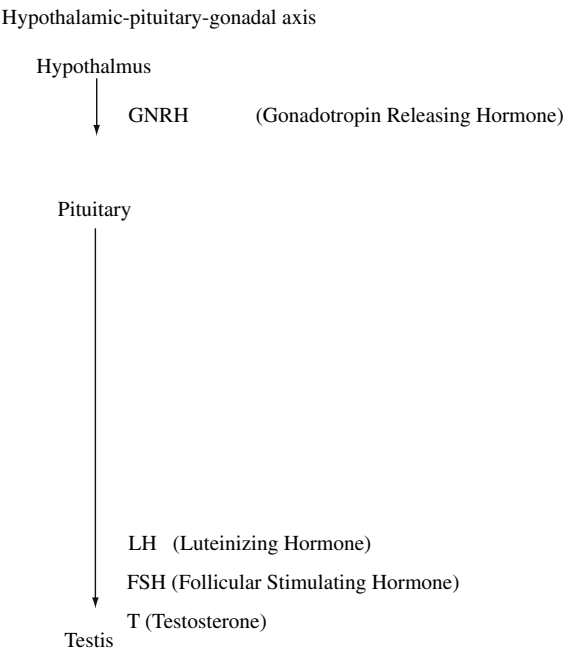 Hypothalamic-pituitary-gonadal axis
Hypothalmus
GNRH (Gonadotropin Releasing Hormone)
Pituitary
LH (Luteinizing Hormone)
FSH (Follicular Stimulating Hormone)
T (Testosterone)
Testis